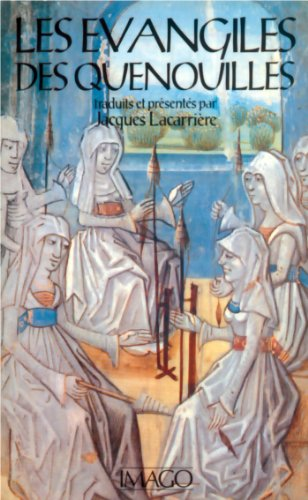 LES EVANGILES
DES QUENOUILLES
traduits et présentés par
Jacques Lacarrière
IMAGO